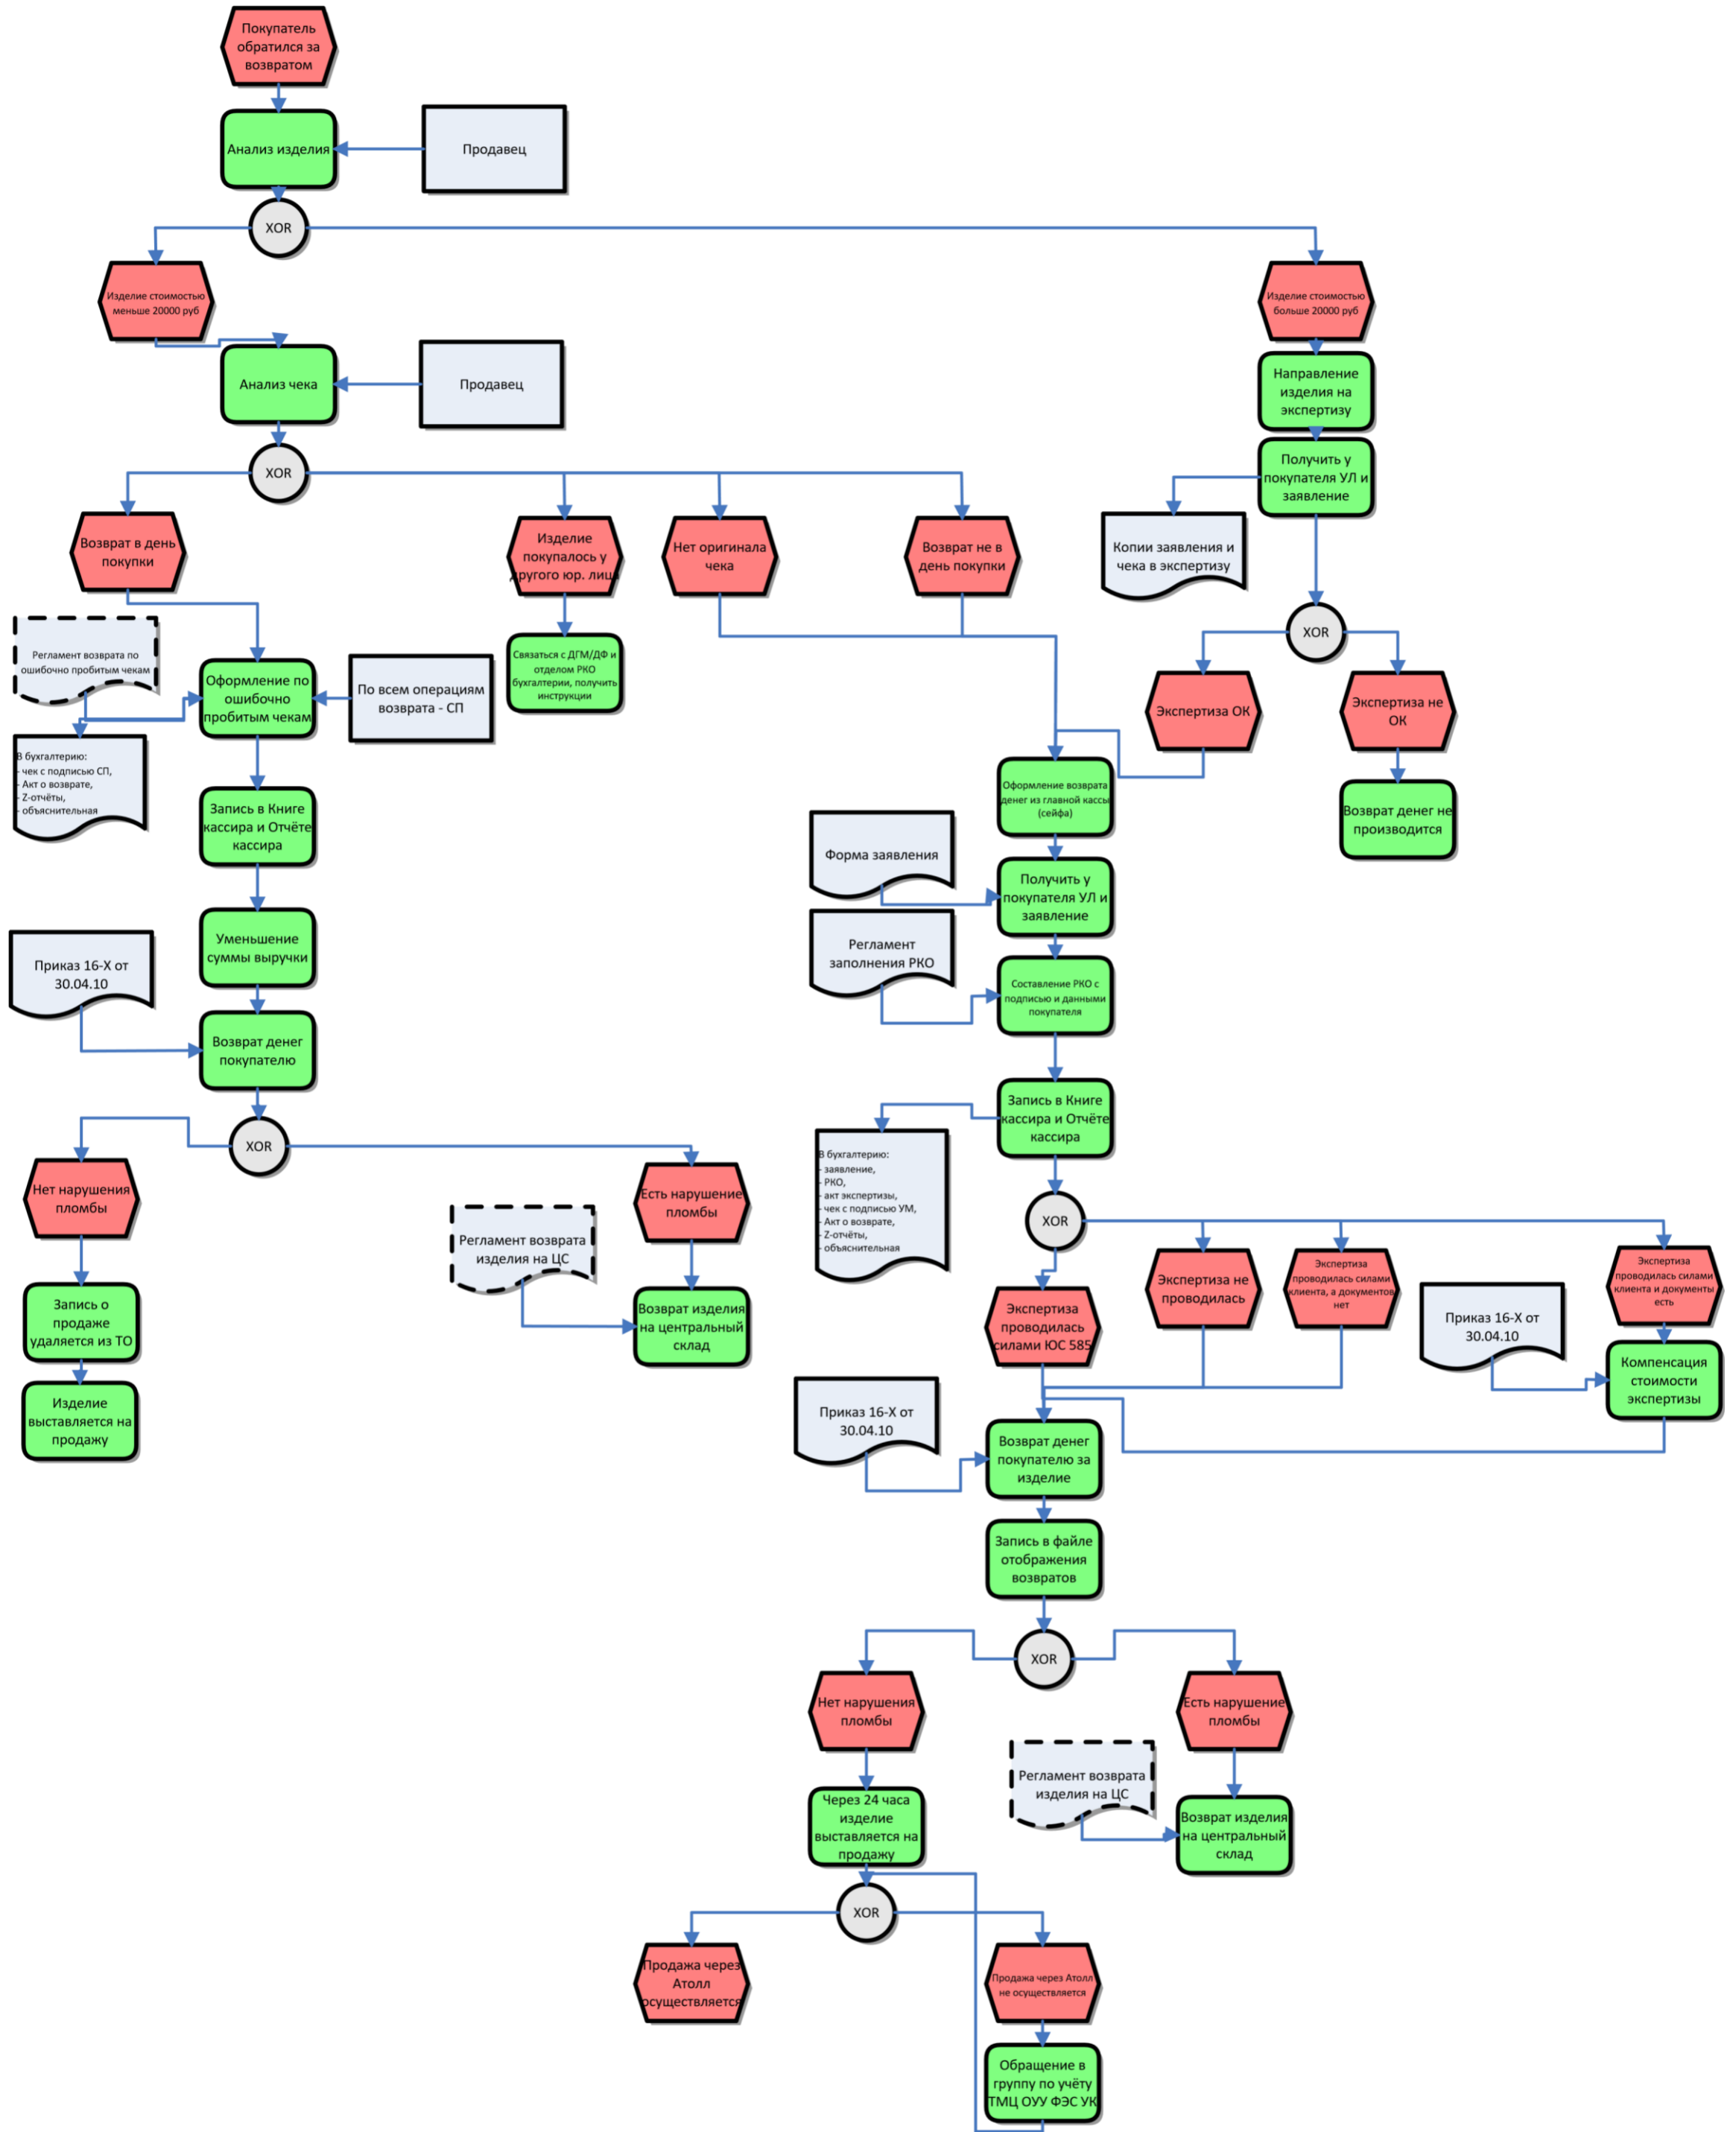 Покупатель
обратился за
возвратом
Анализ изделия
Продавец
XOR
Изделие стоимостью
меньше 20000 руб
Изделие стоимостью
больше 20000 руб
Анализ чека
Продавец
Направление
изделия на
экспертизу
XOR
Получить у
покупателя УЛ и
заявление
Возврат в день
покупки
Изделие
покупалось у
другого юр. лица
Нет оригинала
чека
Возврат не в
день покупки
Копии заявления и
чека в экспертизу
XOR
Регламент возврата по
ошибочно пробитым чекам
Оформление по
ошибочно
пробитым чекам
По всем операциям
возврата - СП
Связаться с ДГМ/ДФ и
отделом РКО
бухгалтерии, получить
инструкции
Экспертиза ОК
Экспертиза не
ОК
В бухгалтерию:
- чек с подписью СП,
- Акт о возврате,
- Z-отчёты,
- объяснительная
Запись в Книге
кассира и Отчёте
кассира
Оформление возврата
денег из главной кассы
(сейфа)
Возврат денег не
производится
Форма заявления
Получить у
покупателя УЛ и
заявление
Уменьшение
суммы выручки
Регламент
заполнения РКО
Приказ 16-Х от
30.04.10
Составление РКО с
подписью и данными
покупателя
Возврат денег
покупателю
XOR
Запись в Книге
кассира и Отчёте
кассира
Нет нарушения
пломбы
Есть нарушение
пломбы
В бухгалтерию:
- заявление,
- РКО,
- акт экспертизы,
- чек с подписью УМ,
- Акт о возврате,
- Z-отчёты,
- объяснительная
XOR
Регламент возврата
изделия на ЦС
Экспертиза не
проводилась
Экспертиза
проводилась силами
клиента, а документов
нет
Экспертиза
проводилась силами
клиента и документы
есть
Запись о
продаже
удаляется из ТО
Возврат изделия
на центральный
склад
Экспертиза
проводилась
силами ЮС 585
Приказ 16-Х от
30.04.10
Компенсация
стоимости
экспертизы
Изделие
выставляется на
продажу
Приказ 16-Х от
30.04.10
Возврат денег
покупателю за
изделие
Запись в файле
отображения
возвратов
XOR
Нет нарушения
пломбы
Есть нарушение
пломбы
Регламент возврата
изделия на ЦС
Через 24 часа
изделие
выставляется на
продажу
Возврат изделия
на центральный
склад
XOR
Продажа через
Атолл
осуществляется
Продажа через Атолл
не осуществляется
Обращение в
группу по учёту
ТМЦ ОУУ ФЭС УК